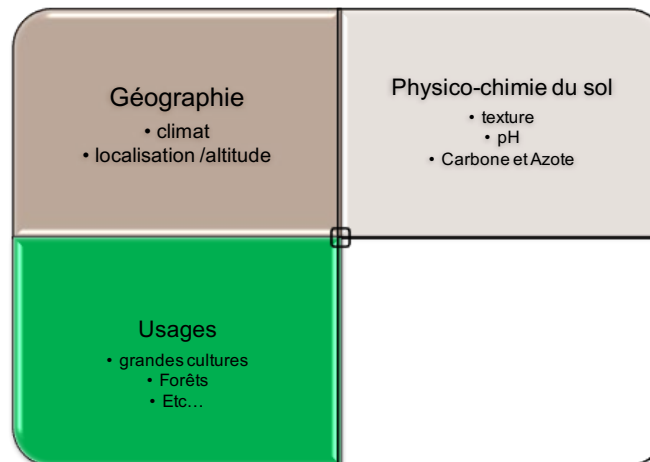 Géographie
• climat
• localisation /altitude
Physico-chimie du sol
• texture
• pH
• Carbone et Azote
Usages
• grandes cultures
• Forêts
• Etc...